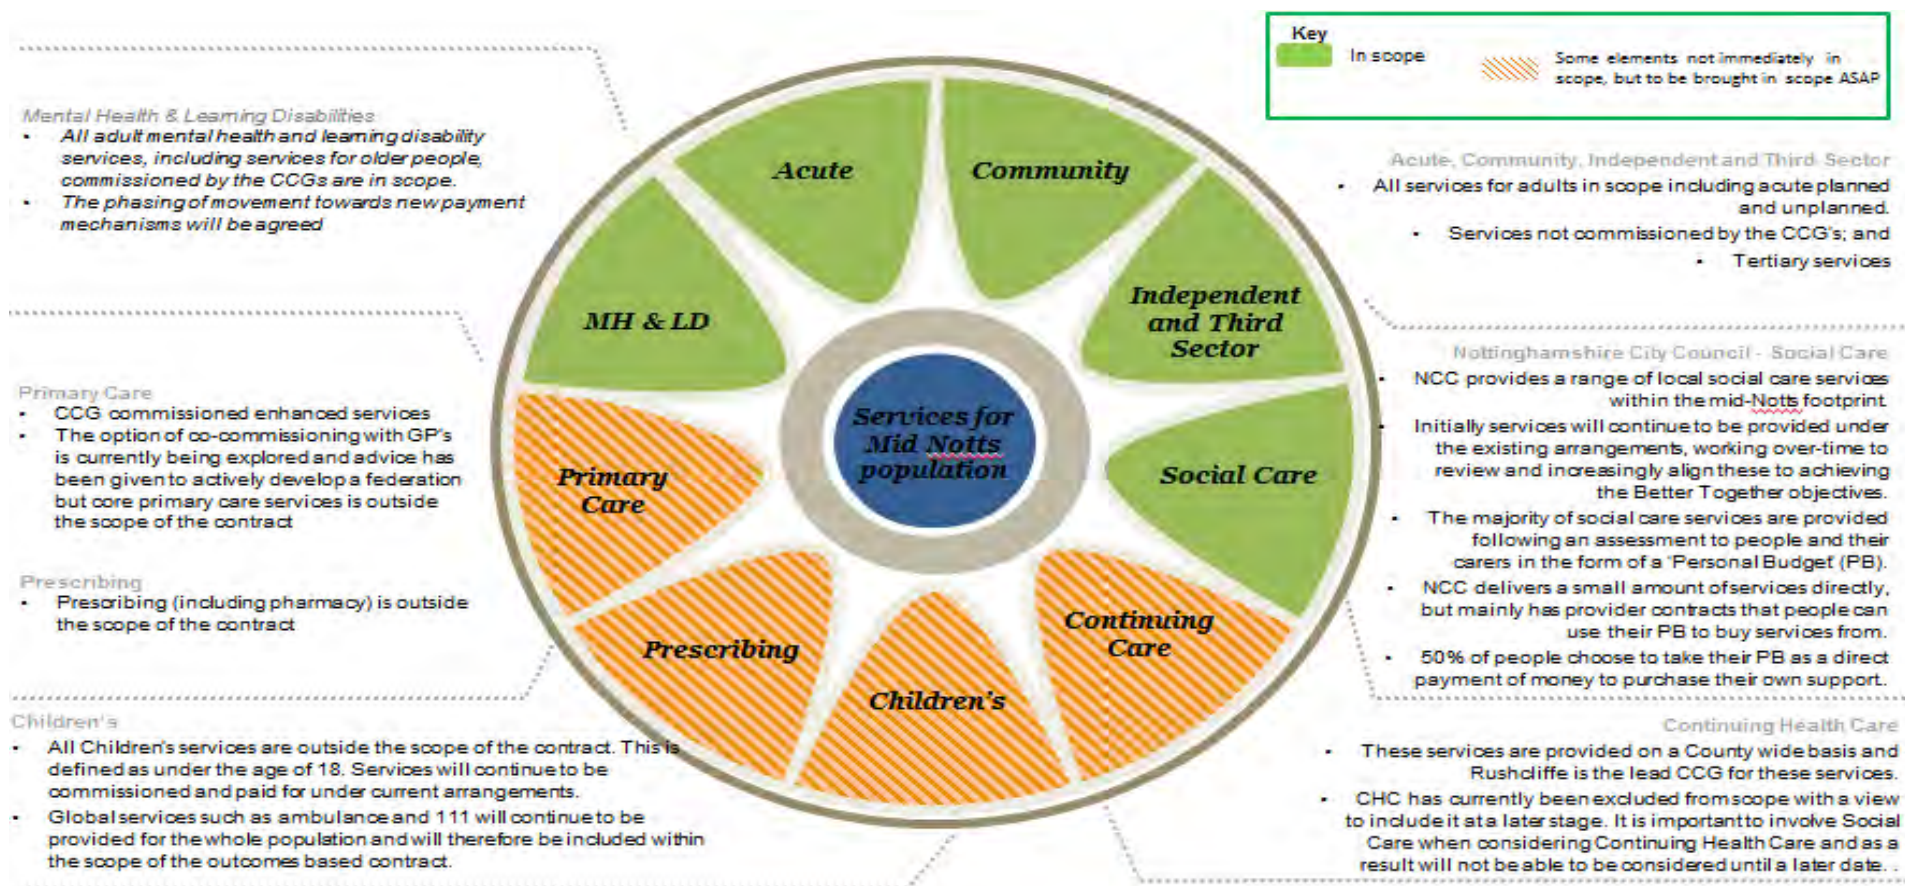 Key
In scope
Some elements not immediately in
scope, but to be brought in scope ASAP
Mental Health & Learning Disabilities
• All adult mental health and learning disability
services, including services for older people,
commissioned by the CCGs are in scope.
• The phasing of movement towards new payment
mechanisms will be agreed
Primary Care
• CCG commissioned enhanced services
• The option of co-commissioning with GP's
is currently being explored and advice has
been given to actively develop a federation
but core primary care services is outside
the scope of the contract
Prescribing
• Prescribing (including pharmacy) is outside
the scope of the contract
Children's
• All Children's services are outside the scope of the contract. This is
defined as under the age of 18. Services will continue to be
commissioned and paid for under current arrangements.
• Global services such as ambulance and 111 will continue to be
provided for the whole population and will therefore be included within
the scope of the outcomes based contract.
Acute
Community
Independent
and Third
Sector
Social Care
Continuing
Care
Children's
Prescribing
Primary
Care
MH & LD
Services for
Mid Notts
population
Acute, Community, Independent and Third Sector
• All services for adults in scope including acute planned
and unplanned.
• Services not commissioned by the CCG's; and
• Tertiary services
Nottinghamshire City Council - Social Care
• NCC provides a range of local social care services
within the mid-Notts footprint
• Initially services will continue to be provided under
the existing arrangements, working over-time to
review and increasingly align these to achieving
the Better Together objectives.
• The majority of social care services are provided
following an assessment to people and their
carers in the form of a 'Personal Budget' (PB).
• NCC delivers a small amount of services directly,
but mainly has provider contracts that people can
use their PB to buy services from.
• 50% of people choose to take their PB as a direct
payment of money to purchase their own support.
Continuing Health Care
• These services are provided on a County wide basis and
Rushcliffe is the lead CCG for these services.
• CHC has currently been excluded from scope with a view
to include it at a later stage. It is important to involve Social
Care when considering Continuing Health Care and as a
result will not be able to be considered until a later date. .